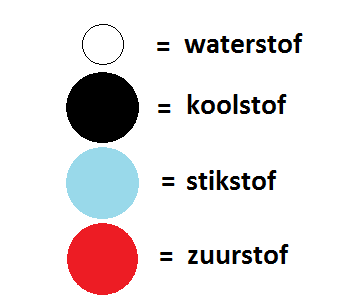 = waterstof
= koolstof
= stikstof
= zuurstof